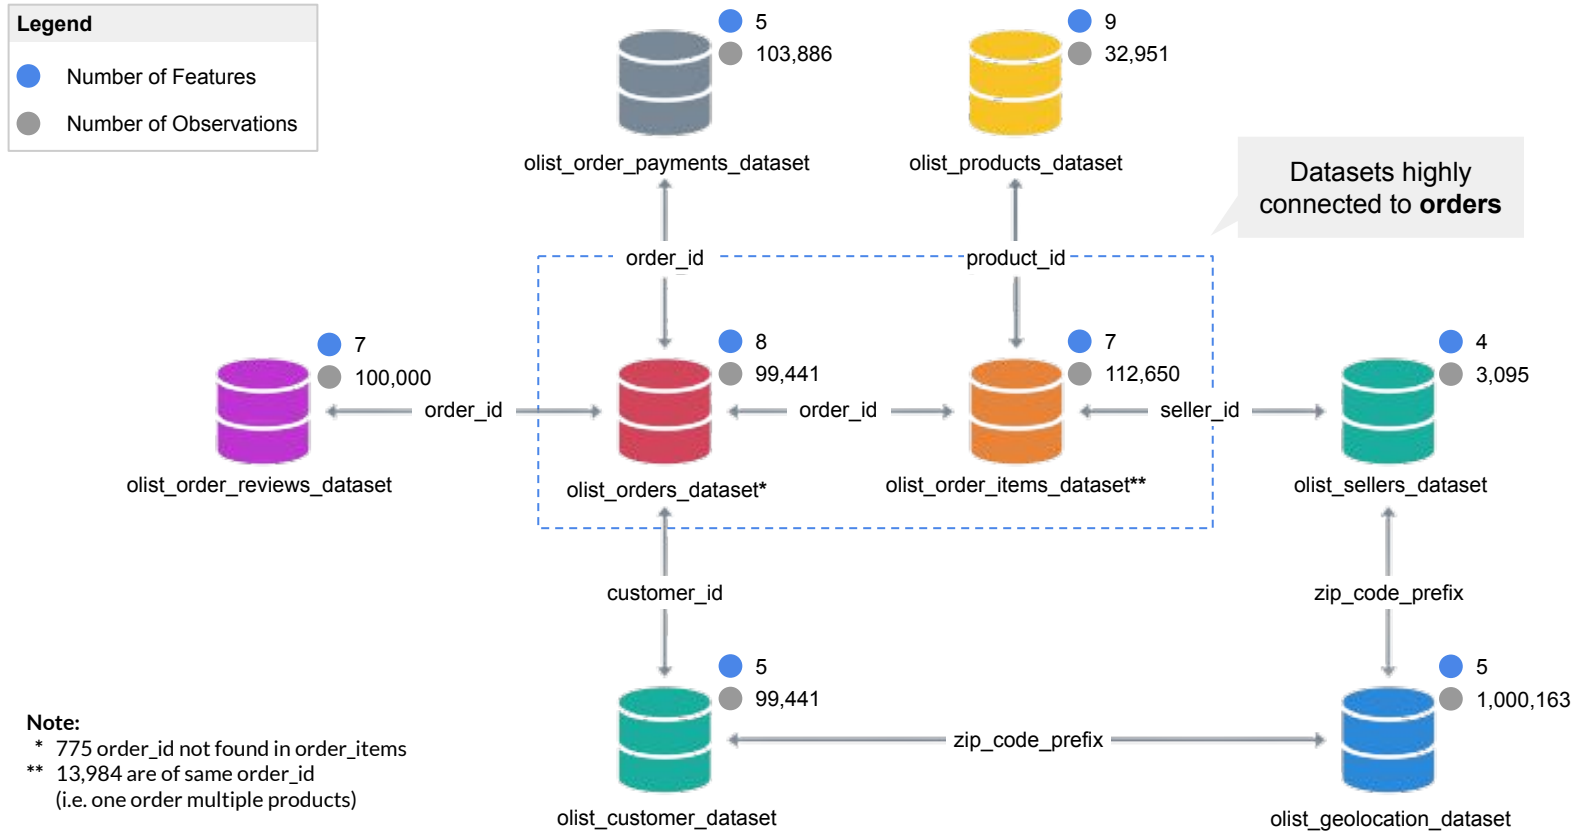 Legend
Number of Features
Number of Observations
5
103,886
olist_order_payments_dataset
9
32,951
olist_products_dataset
Datasets highly
connected to orders
order_id
product_id
7
100,000
olist_order_reviews_dataset
order_id
8
99,441
olist_orders_dataset*
order_id
7
112,650
olist_order_items_dataset**
seller_id
4
3,095
olist_sellers_dataset
customer_id
zip_code_prefix
5
99,441
olist_customer_dataset
zip_code_prefix
5
1,000,163
olist_geolocation_dataset
Note:
* 775 order_id not found in order_items
** 13,984 are of same order_id
(i.e. one order multiple products)